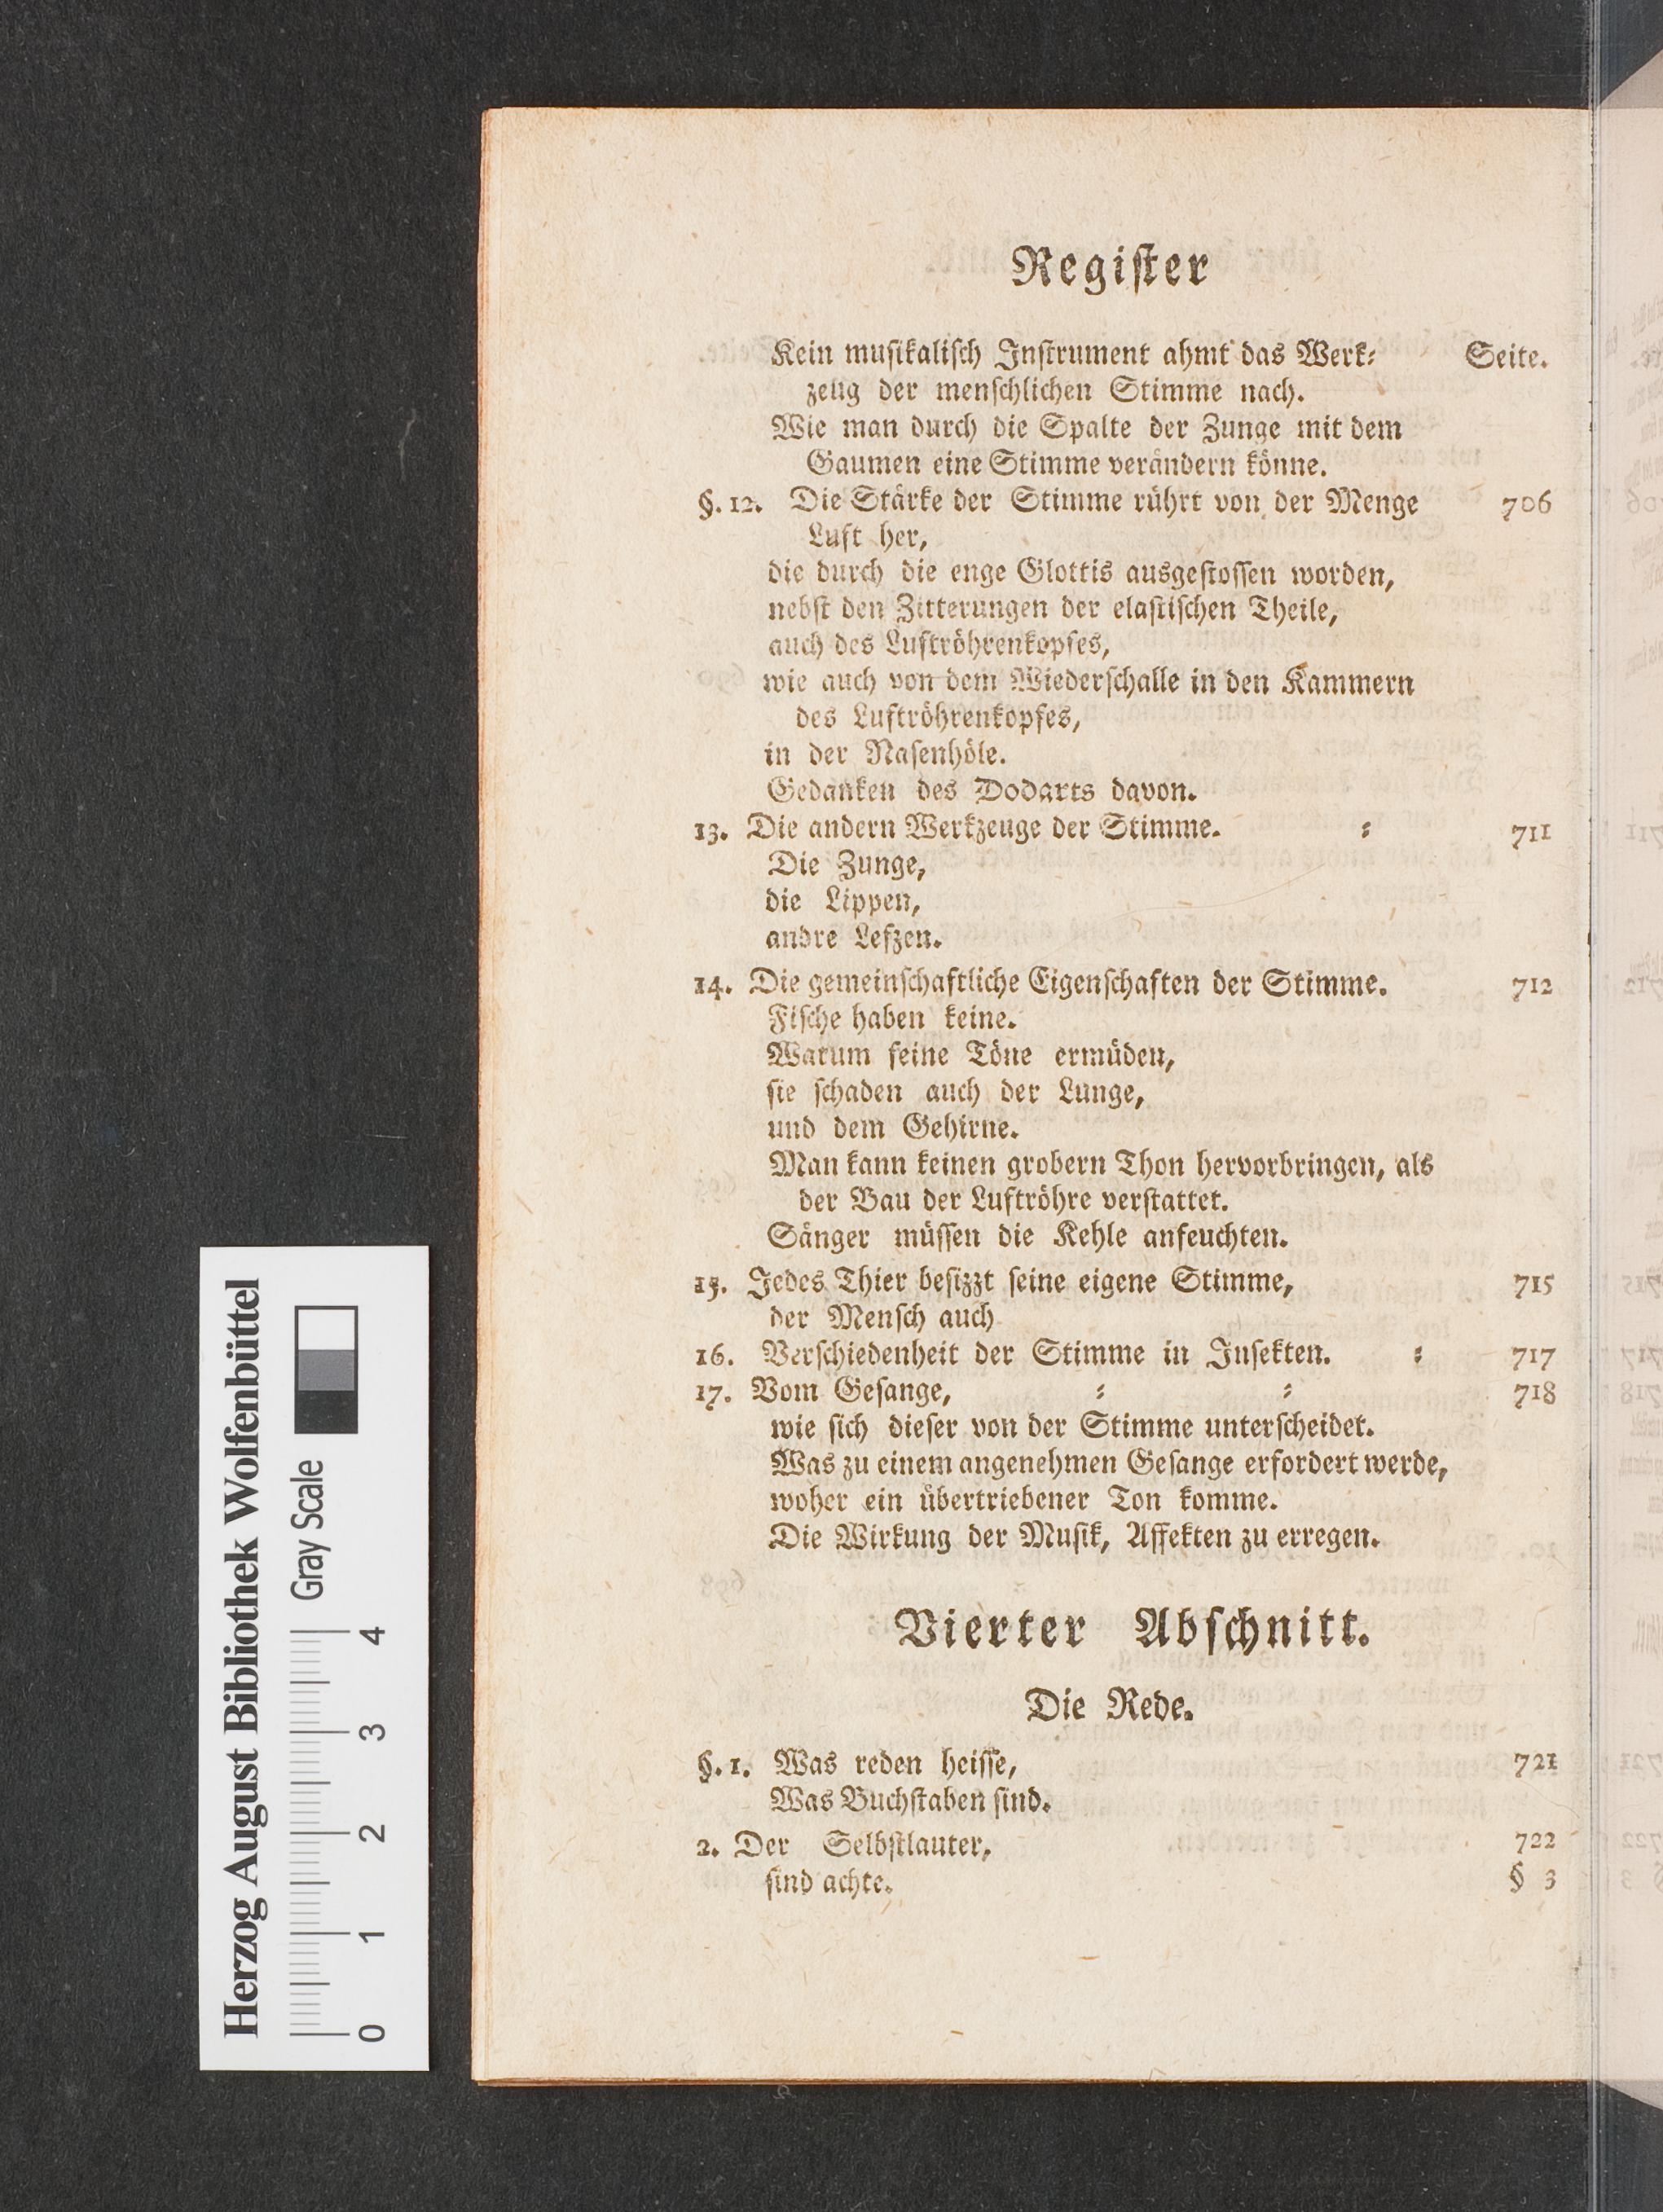 Regiſter
Kein muſikaliſch Inſtrument ahmt das Werk⸗ Seite.
zeug der menſchlichen Stimme nach.
Wie man durch die Spalte der Zunge mit dem
Gaumen eine Stimme verändern könne.
§. 12. Die Stärke der Stimme rührt von der Menge 706
Luft her,
die durch die enge Glottis ausgeſtoſſen worden,
nebſt den Zitterungen der elaſtiſchen Theile,
auch des Luftröhrenkopfes,
wie auch von dem Wiederſchalle in den Kammern
des Luftröhrenkopfes,
in der Naſenhöle.
Gedanken des Dodarts davon.
13. Die andern Werkzeuge der Stimme. ⸗ 711
Die Zunge,
die Lippen,
andre Lefzen.
14. Die gemeinſchaftliche Eigenſchaften der Stimme. 712
Fiſche haben keine.
Warum feine Töne ermüden,
ſie ſchaden auch der Lunge,
und dem Gehirne.
Man kann keinen grobern Thon hervorbringen, als
der Bau der Luftröhre verſtattet.
Sänger müſſen die Kehle anfeuchten.
15. Jedes Thier beſizzt ſeine eigene Stimme, 715
der Menſch auch
16. Verſchiedenheit der Stimme in Inſekten. ⸗ 717
17. Vom Geſange, ⸗ ⸗ 718
wie ſich dieſer von der Stimme unterſcheidet.
Was zu einem angenehmen Geſange erfordert werde,
woher ein übertriebener Ton komme.
Die Wirkung der Muſik, Affekten zu erregen.
Vierter Abſchnitt.
Die Rede.
§. 1. Was reden heiſſe, 721
Was Buchſtaben ſind.
2. Der Selbſtlauter, 722
ſind achte. § 3
Herzog August Bibliothek Wolfenbüttel
Gray Scale
0 1 2 3 4